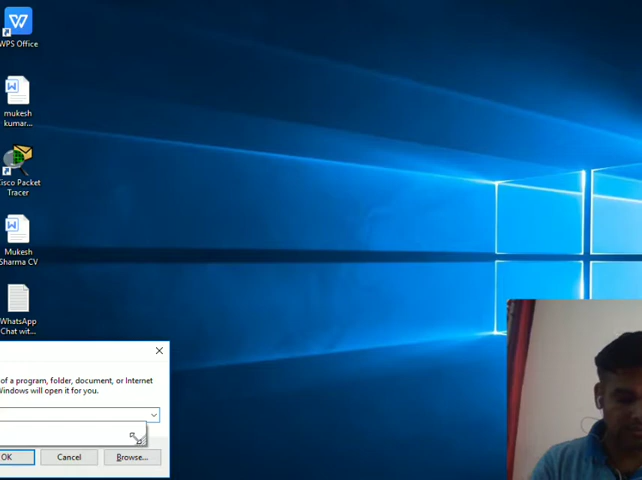 WPS Office
mukesh
kumar...
Cisco Packet
Tracer
Mukesh
Sharma CV
WhatsApp
Chat wit...
of a program, folder, document, or Internet
Windows will open it for you.
OK
Cancel
Browse...